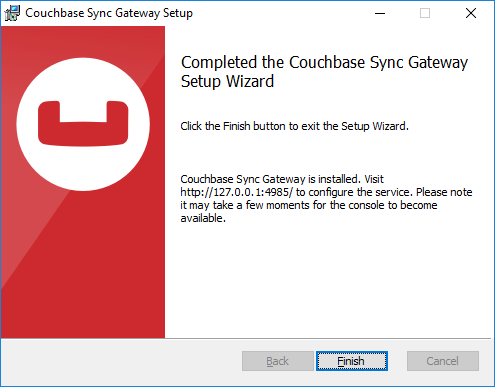 Couchbase Sync Gateway Setup
Completed the Couchbase Sync Gateway
Setup Wizard
Click the Finish button to exit the Setup Wizard.
Couchbase Sync Gateway is installed. Visit
http://127.0.0.1:4985/ to configure the service. Please note
it may take a few moments for the console to become
available.
Back Finish Cancel